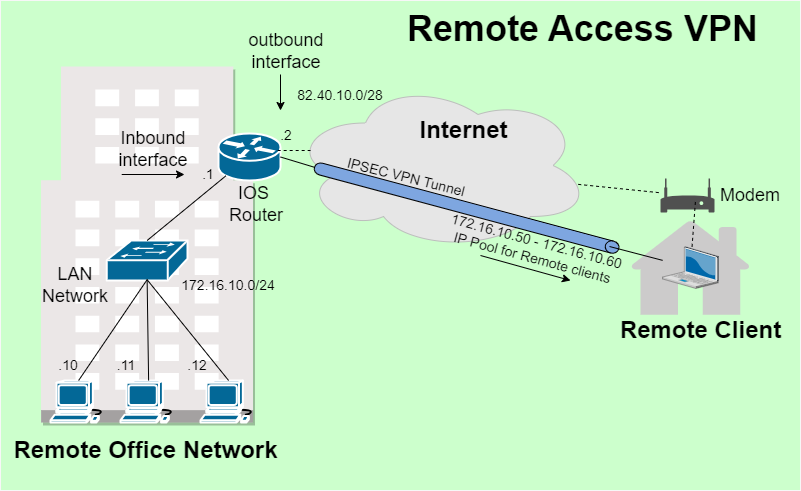 Remote Access VPN
outbound
interface
82.40.10.0/28
.2
Internet
Inbound
interface
.1
IOS
Router
IPSEC VPN Tunnel
172.16.10.50 - 172.16.10.60
IP Pool for Remote clients
Modem
LAN
Network
172.16.10.0/24
Remote Client
.10
.11
.12
Remote Office Network